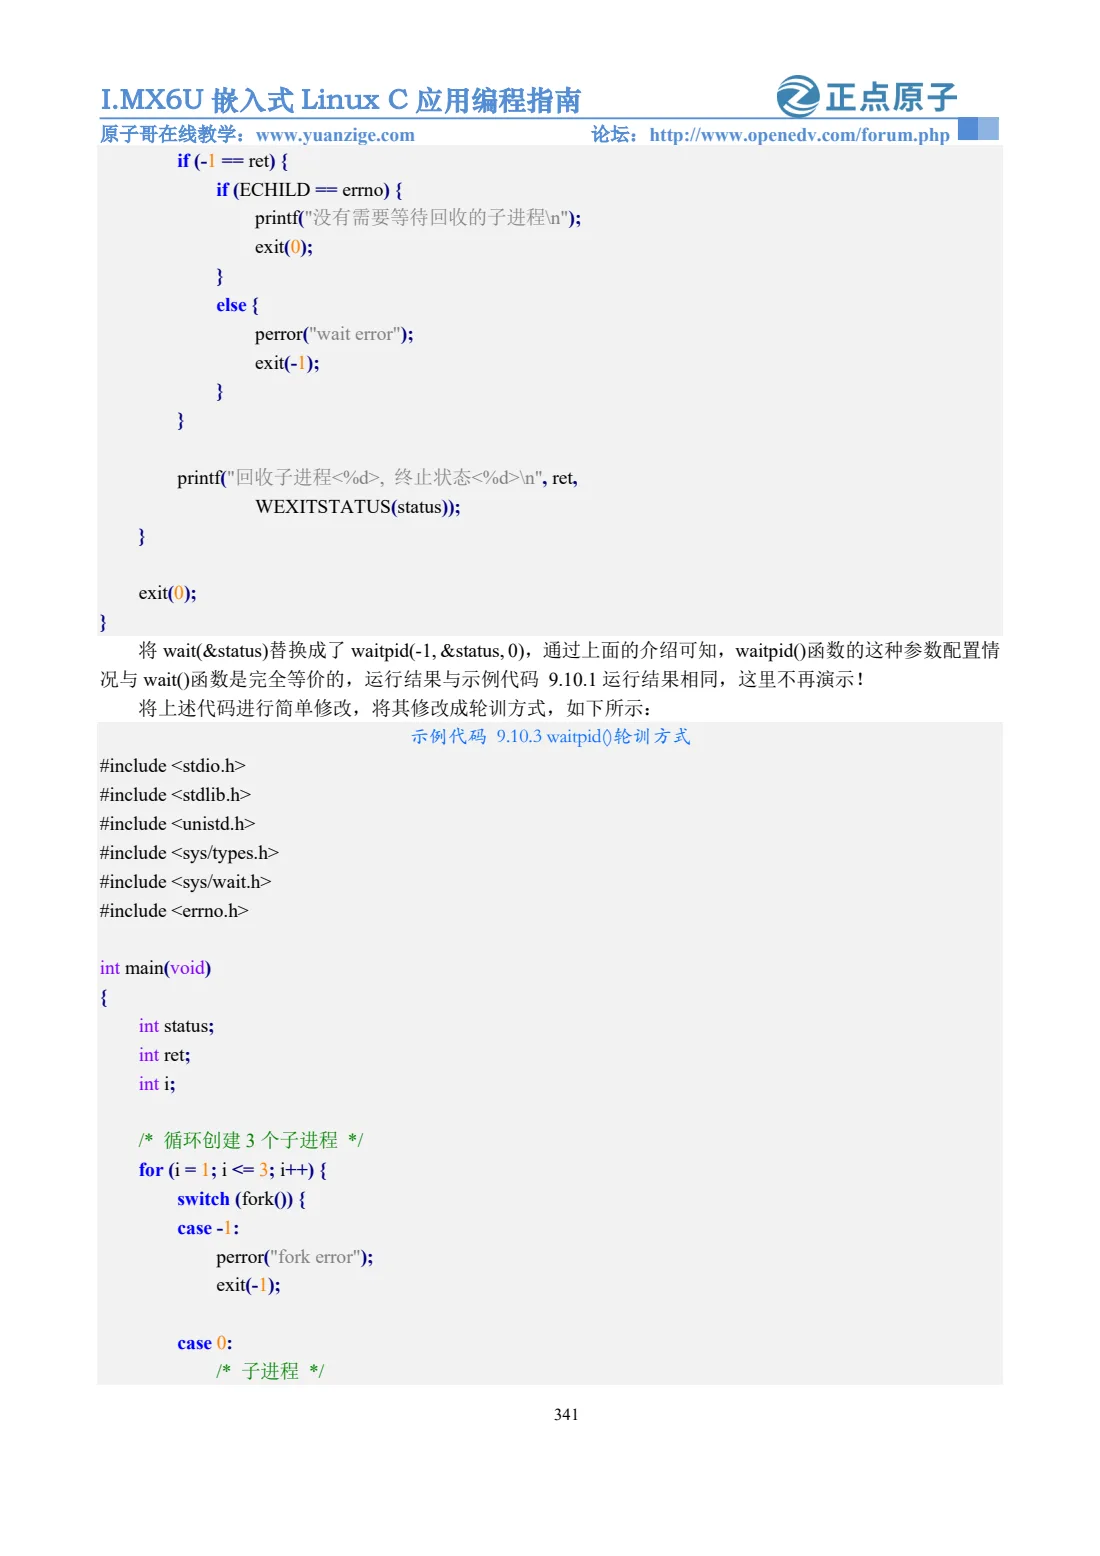 I.MX6U 嵌入式 Linux C 应用编程指南
正点原子
原子哥在线教学：www.yuanzige.com 论坛：http://www.openedv.com/forum.php
if (-1 == ret) {
if (ECHILD == errno) {
printf("没有需要等待回收的子进程\n");
exit(0);
}
else {
perror("wait error");
exit(-1);
}
}
printf("回收子进程<%d>, 终止状态<%d>\n", ret,
WEXITSTATUS(status));
}
exit(0);
}
将 wait(&status)替换成了 waitpid(-1, &status, 0)，通过上面的介绍可知，waitpid()函数的这种参数配置情
况与 wait()函数是完全等价的，运行结果与示例代码 9.10.1 运行结果相同，这里不再演示！
将上述代码进行简单修改，将其修改成轮训方式，如下所示：
示例代码 9.10.3 waitpid()轮训方式
#include <stdio.h>
#include <stdlib.h>
#include <unistd.h>
#include <sys/types.h>
#include <sys/wait.h>
#include <errno.h>
int main(void)
{
int status;
int ret;
int i;
/* 循环创建 3 个子进程 */
for (i = 1; i <= 3; i++) {
switch (fork()) {
case -1:
perror("fork error");
exit(-1);
case 0:
/* 子进程 */
341